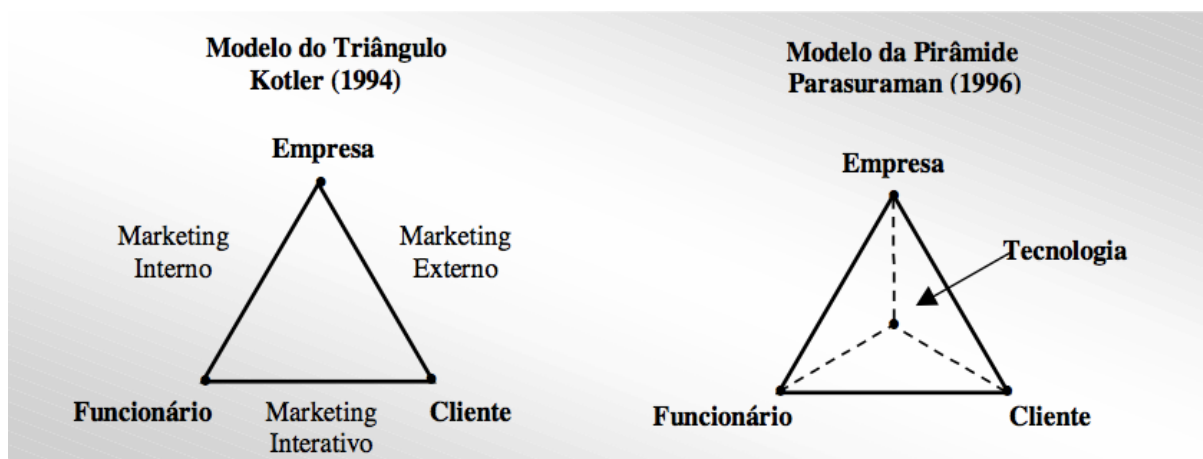 Modelo do Triângulo
Kotler (1994)
Empresa
Marketing
Interno
Marketing
Externo
Funcionário
Marketing
Interativo
Cliente
Modelo da Pirâmide
Parasuraman (1996)
Empresa
Tecnologia
Funcionário
Cliente